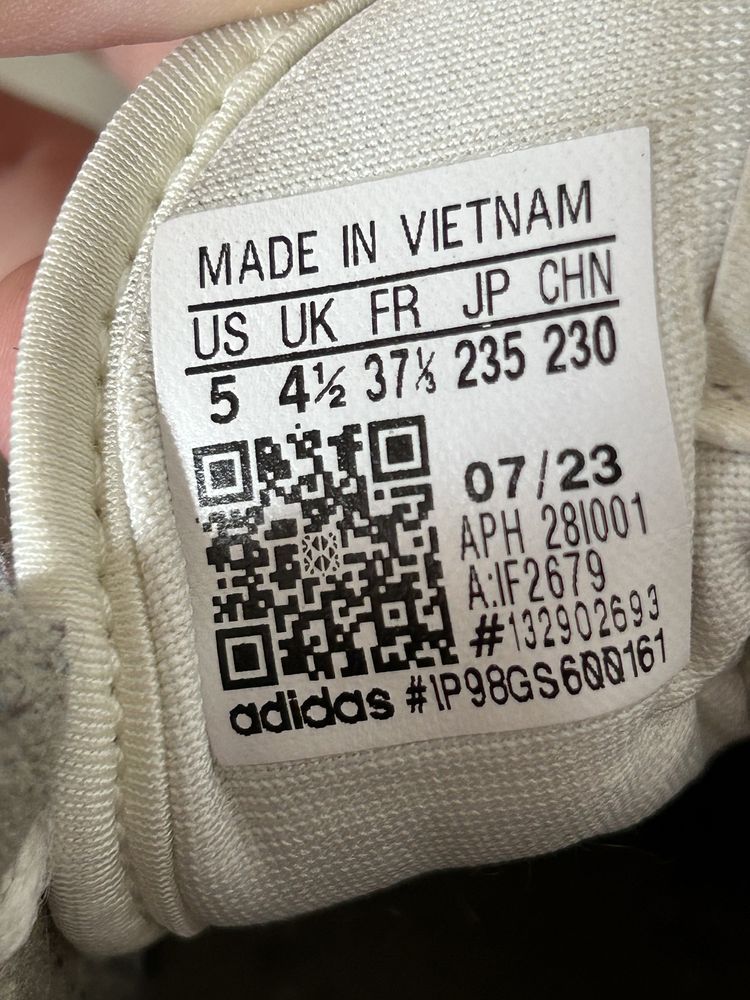 MADE IN VIETNAM
US UK FR JP CHN
5 4½ 37⅓ 235 230
07/23
APH 28I001
A:IF2679
#132902693
adidas #1P98GS600161